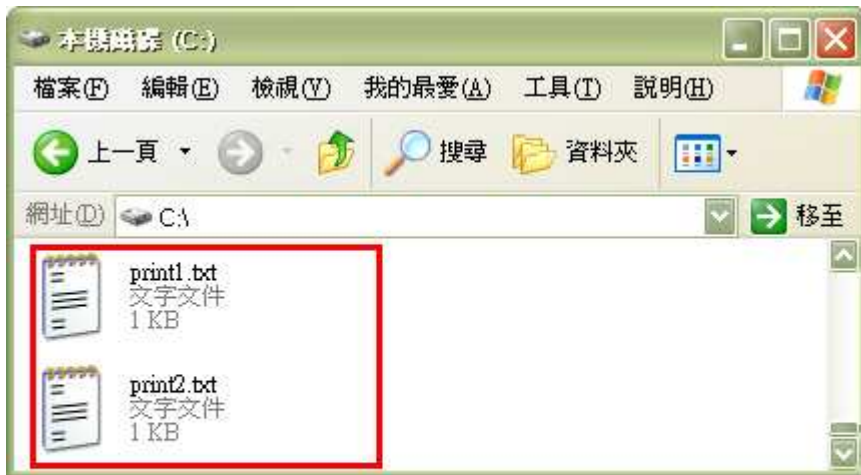 本機磁碟 (C:)
檔案(F) 編輯(E) 檢視(V) 我的最愛(A) 工具(T) 說明(H)
上一頁 搜尋 資料夾
網址(D) C:\ 移至
print1.txt
文字文件
1 KB
print2.txt
文字文件
1 KB